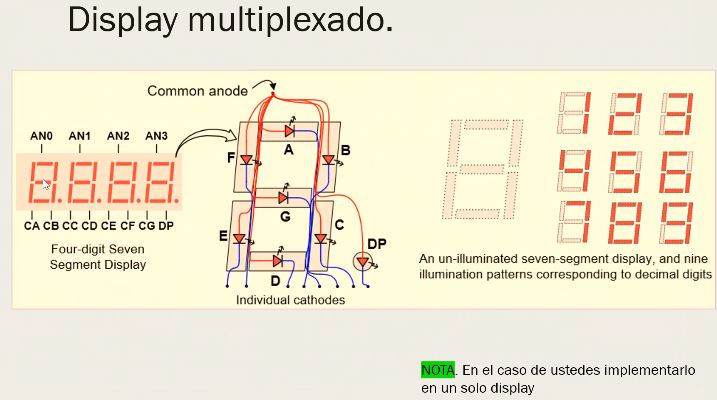 Display multiplexado.
Common anode
AN0 AN1 AN2 AN3
CA CB CC CD CE CF CG DP
Four-digit Seven
Segment Display
A
F
B
G
E
C
D
DP
Individual cathodes
An un-illuminated seven-segment display, and nine
illumination patterns corresponding to decimal digits
NOTA. En el caso de ustedes implementarlo
en un solo display